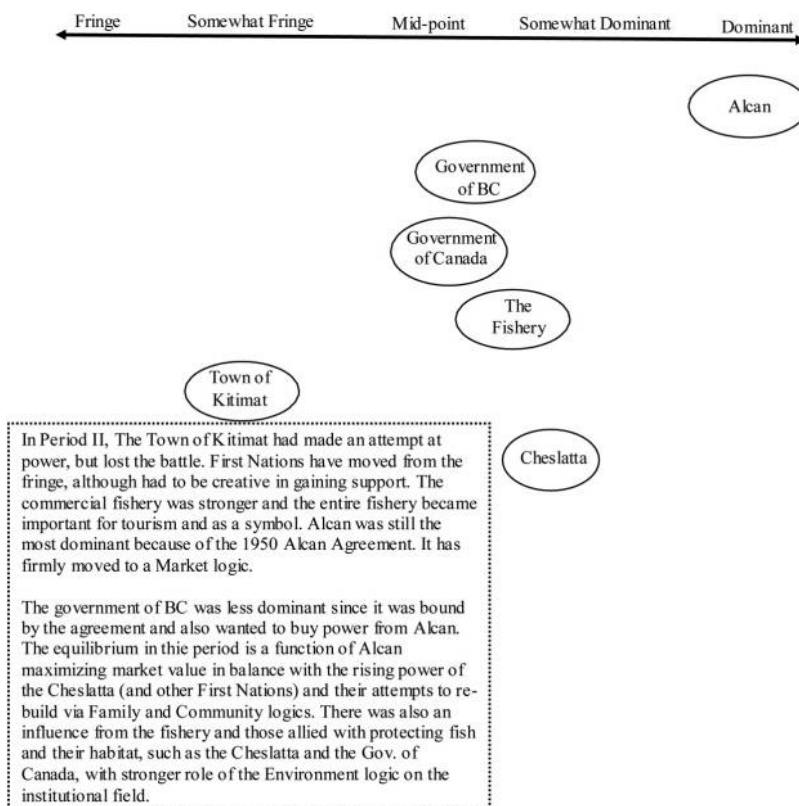 Fringe Somewhat Fringe Mid-point Somewhat Dominant Dominant
Alcan
Government
of BC
Government
of Canada
The
Fishery
Town of
Kitimat
Cheslatta
In Period II, The Town of Kitimat had made an attempt at
power, but lost the battle. First Nations have moved from the
fringe, although had to be creative in gaining support. The
commercial fishery was stronger and the entire fishery became
important for tourism and as a symbol. Alcan was still the
most dominant because of the 1950 Alcan Agreement. It has
firmly moved to a Market logic.
The government of BC was less dominant since it was bound
by the agreement and also wanted to buy power from Alcan.
The equilibrium in thie period is a function of Alcan
maximizing market value in balance with the rising power of
the Cheslatta (and other First Nations) and their attempts to re-
build via Family and Community logics. There was also an
influence from the fishery and those allied with protecting fish
and their habitat, such as the Cheslatta and the Gov. of
Canada, with stronger role of the Environment logic on the
institutional field.